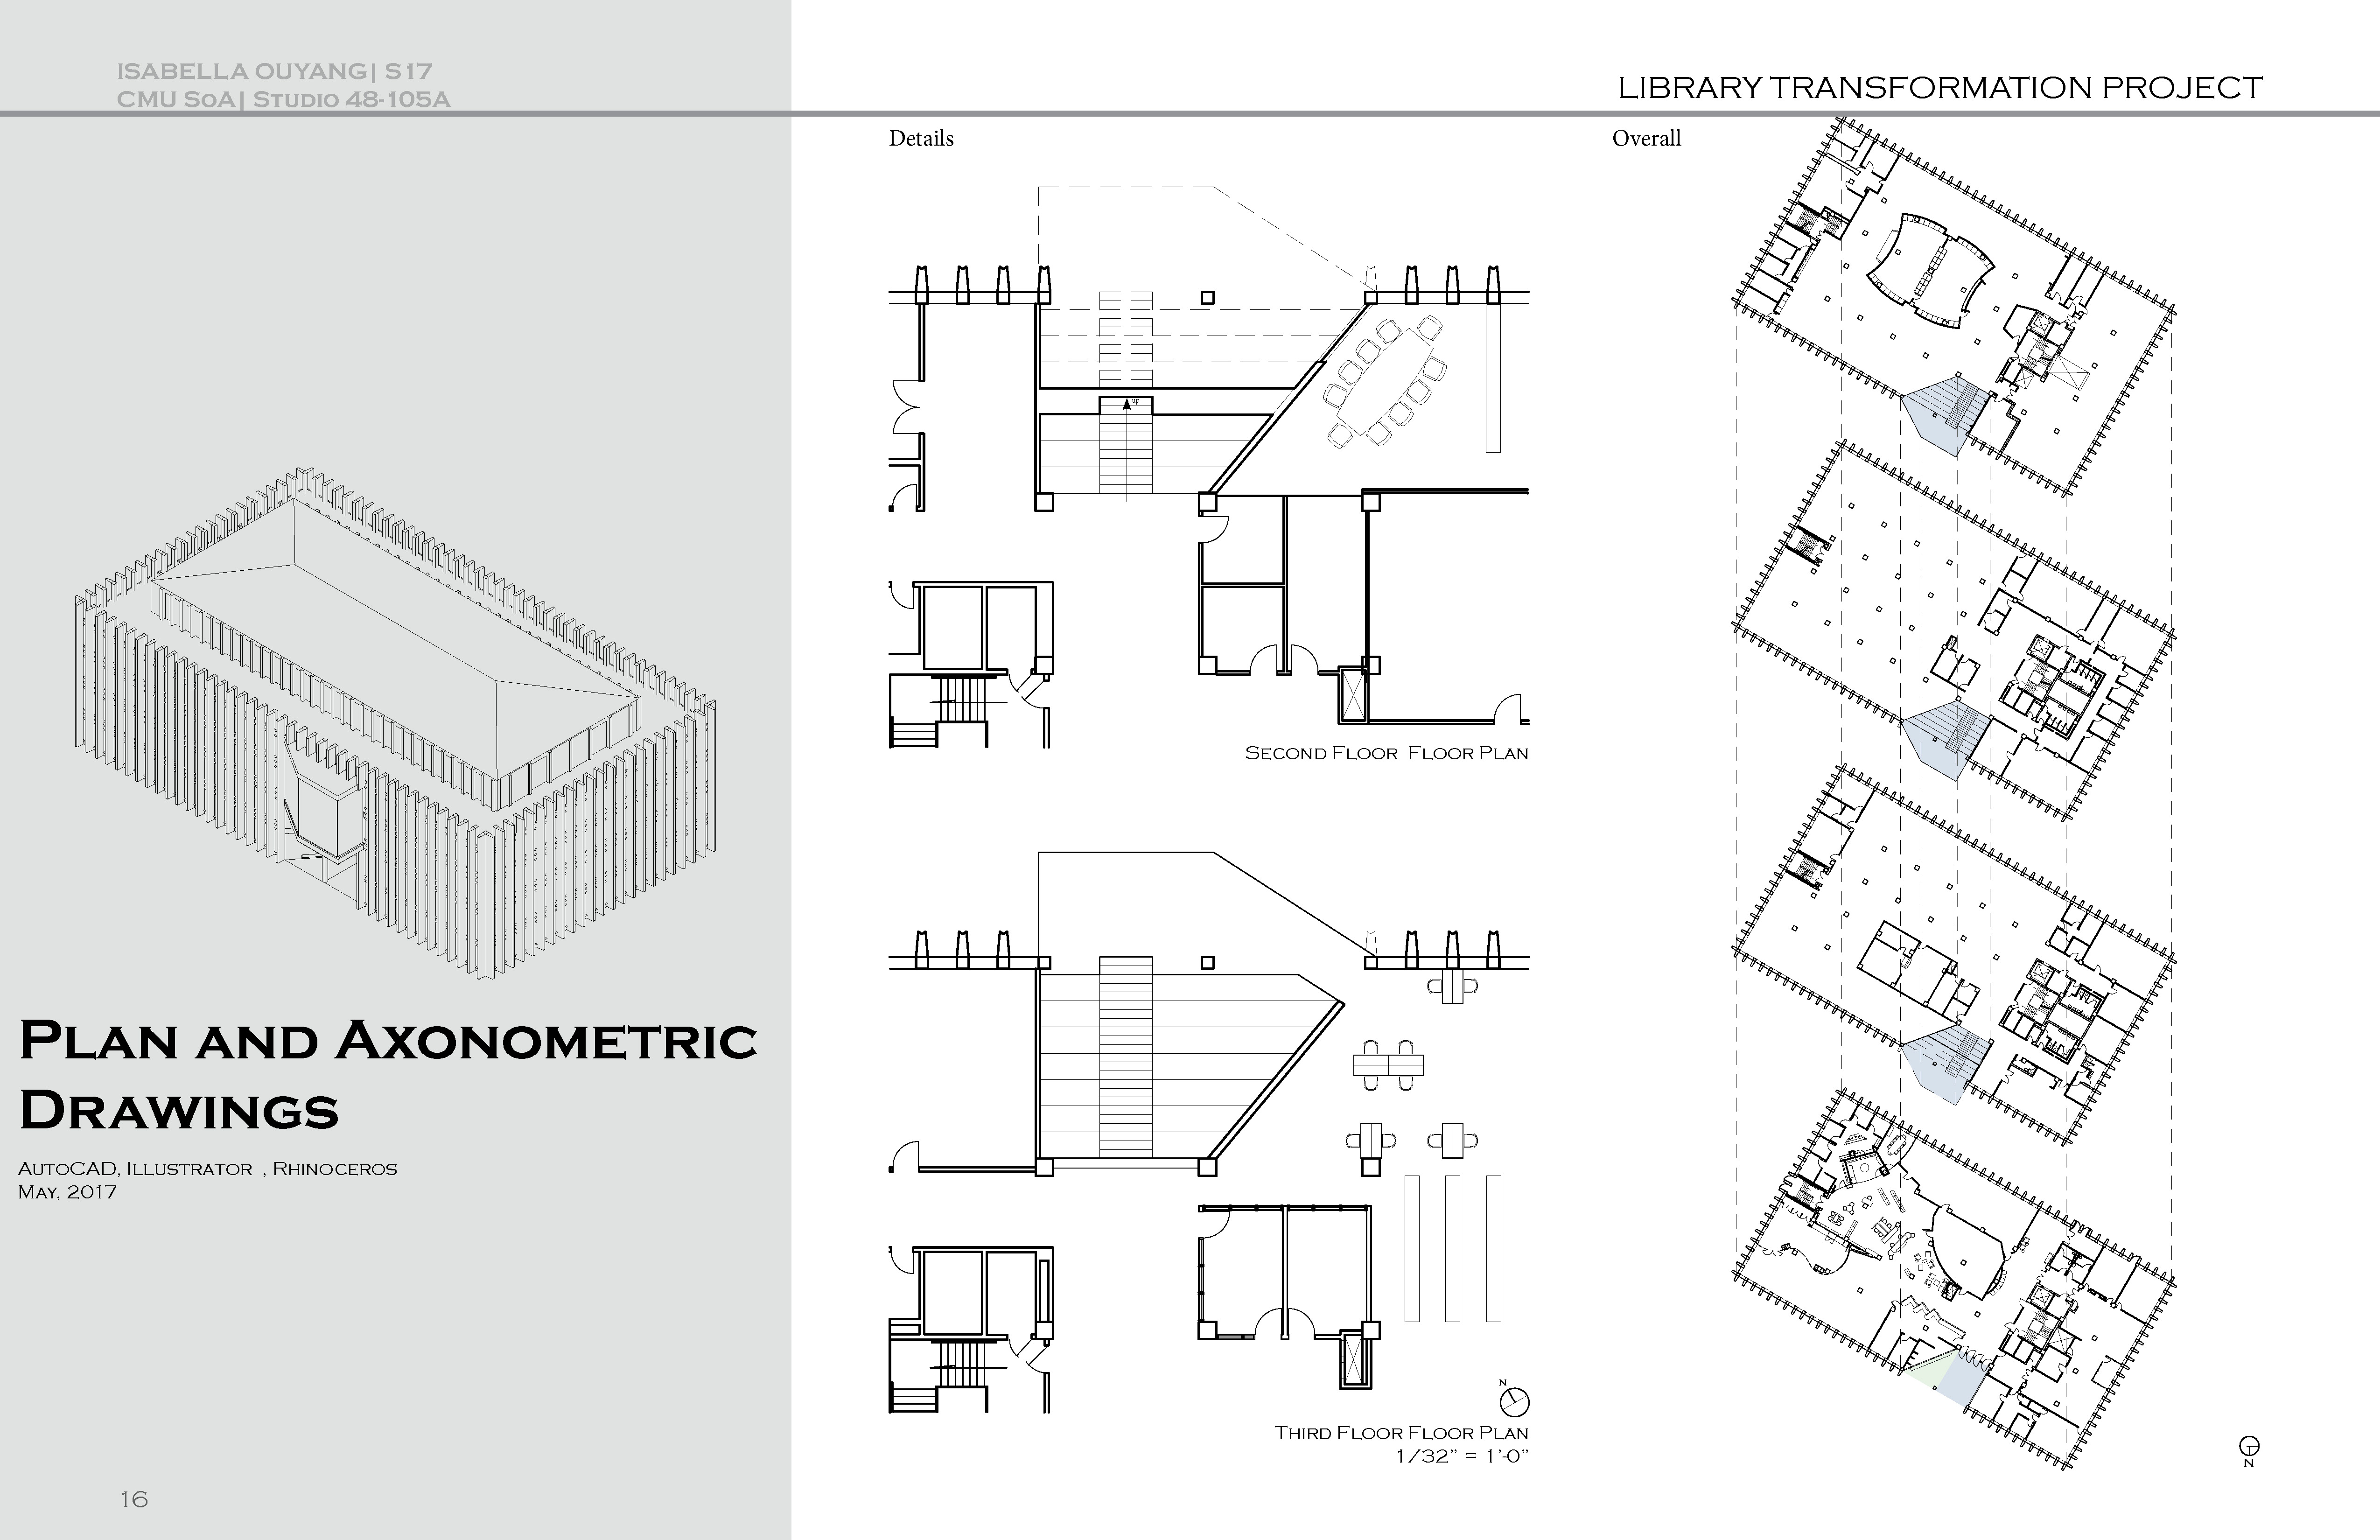 ISABELLA OUYANG| S17
CMU SOA| STUDIO 48-105A
LIBRARY TRANSFORMATION PROJECT
Details
Overall
up
SECOND FLOOR FLOOR PLAN
PLAN AND AXONOMETRIC
DRAWINGS
AUTOCAD, ILLUSTRATOR , RHINOCEROS
MAY, 2017
N
THIRD FLOOR FLOOR PLAN
1/32" = 1'-0"
N
16